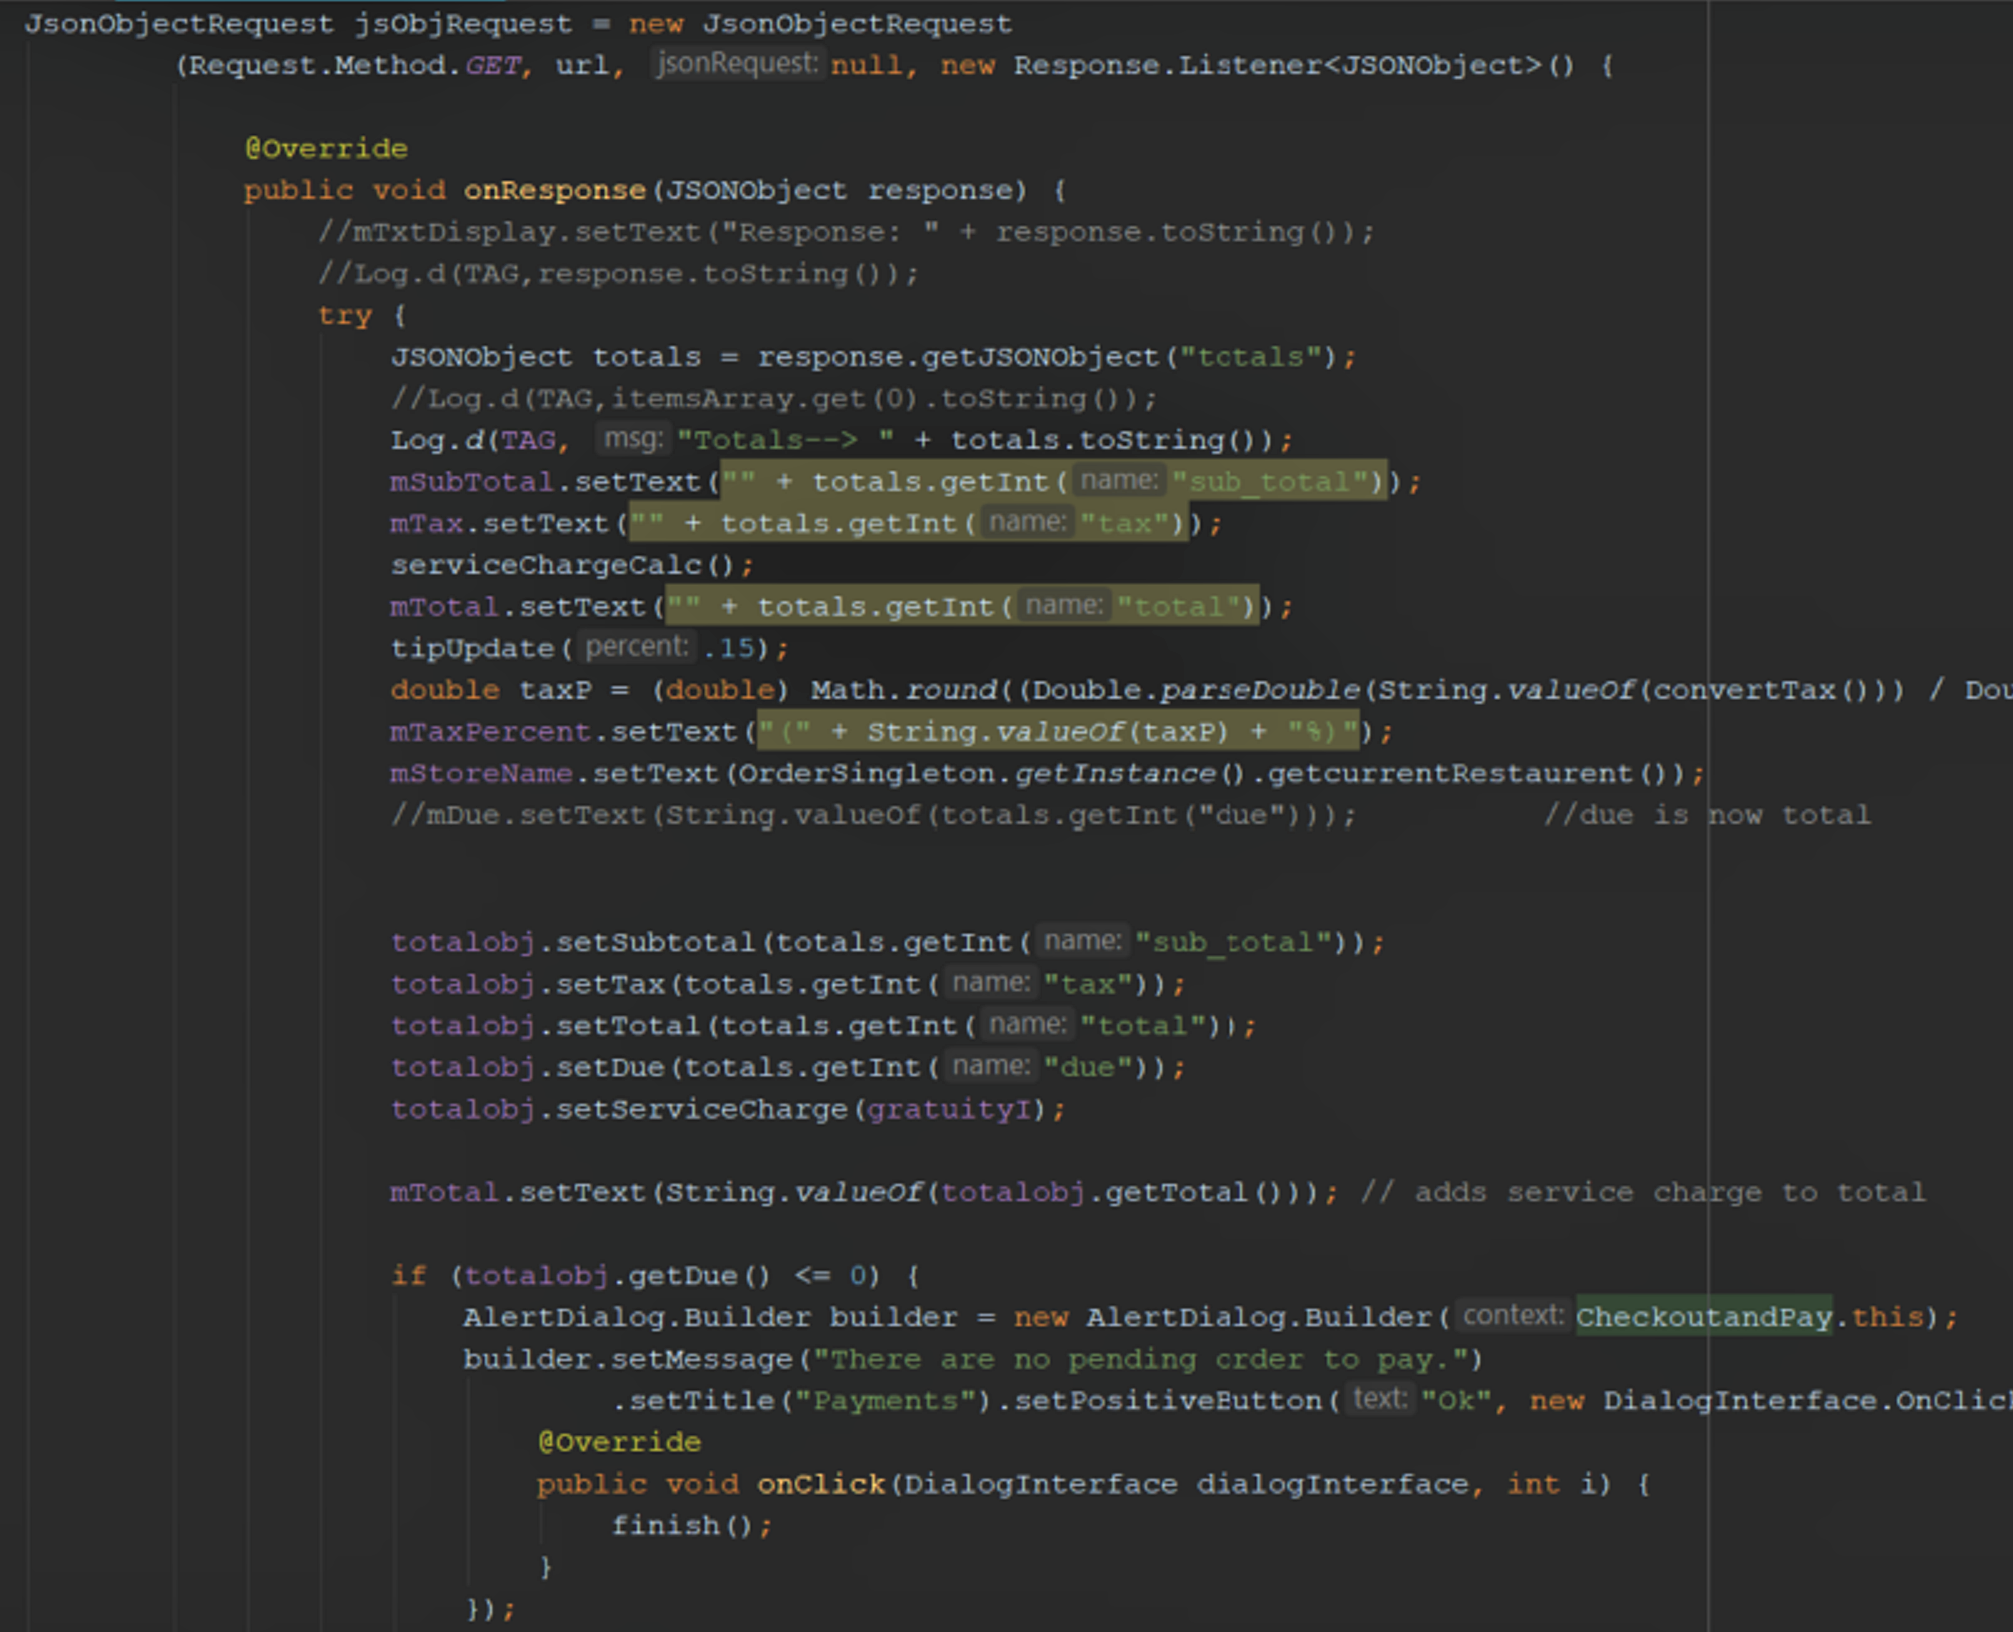 JsonObjectRequest jsObjRequest = new JsonObjectRequest
(Request.Method.GET, url, jsonRequest: null, new Response.Listener<JSONObject>() {
@Override
public void onResponse(JSONObject response) {
//mTxtDisplay.setText("Response: " + response.toString());
//Log.d(TAG,response.toString());
try {
JSONObject totals = response.getJSONObject("totals");
//Log.d(TAG,itemsArray.get(0).toString());
Log.d(TAG, msg: "Totals--> " + totals.toString());
mSubTotal.setText("" + totals.getInt( name: "sub_total"));
mTax.setText("" + totals.getInt( name: "tax"));
serviceChargeCalc();
mTotal.setText("" + totals.getInt( name: "total"));
tipUpdate( percent: .15);
double taxP = (double) Math.round((Double.parseDouble(String.valueOf(convertTax())) / Dou
mTaxPercent.setText("(" + String.valueOf(taxP) + "%)");
mStoreName.setText(OrderSingleton.getInstance().getcurrentRestaurent());
//mDue.setText(String.valueOf(totals.getInt("due"))); //due is now total
totalobj.setSubtotal(totals.getInt( name: "sub_total"));
totalobj.setTax(totals.getInt( name: "tax"));
totalobj.setTotal(totals.getInt( name: "total"));
totalobj.setDue(totals.getInt( name: "due"));
totalobj.setServiceCharge(gratuityI);
mTotal.setText(String.valueOf(totalobj.getTotal())); // adds service charge to total
if (totalobj.getDue() <= 0) {
AlertDialog.Builder builder = new AlertDialog.Builder( context: CheckoutandPay.this);
builder.setMessage("There are no pending order to pay.")
.setTitle("Payments").setPositiveButton( text: "Ok", new DialogInterface.OnClick
@Override
public void onClick(DialogInterface dialogInterface, int i) {
finish();
}
});